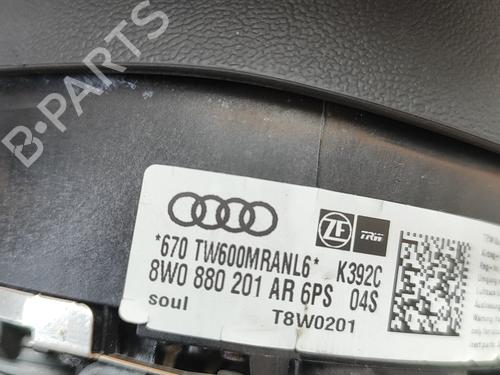 B-PARTS
ZF TRW
*670 TW600MRANL6* K392C
8W0 880 201 AR 6PS 04S
soul T8W0201